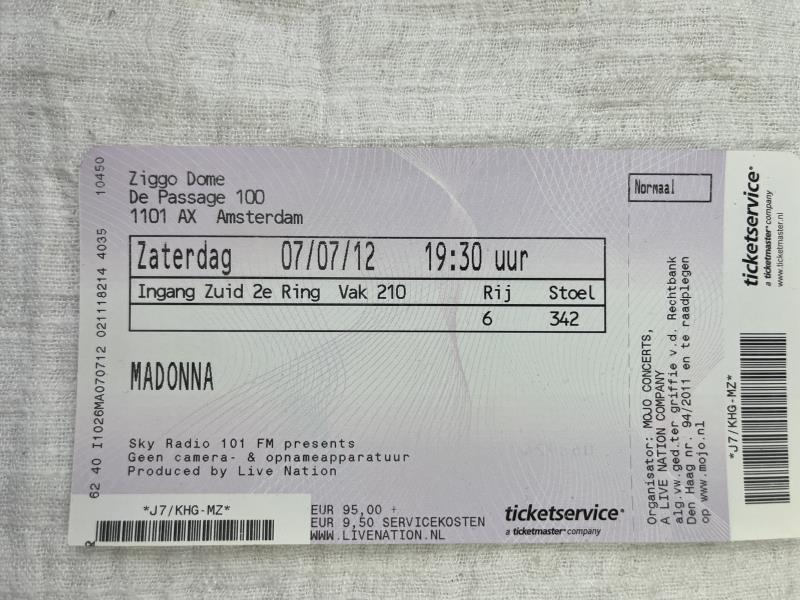 Ziggo Dome
De Passage 100
1101 AX Amsterdam
Normaal
Zaterdag 07/07/12 19:30 uur
Ingang Zuid 2e Ring Vak 210 Rij Stoel
6 342
MADONNA
Sky Radio 101 FM presents
Geen camera- & opnameapparatuur
Produced by Live Nation
*J7/KHG-MZ*
EUR 95,00 +
EUR 9,50 SERVICEKOSTEN
WWW.LIVENATION.NL
ticketservice
a ticketmaster company
62 40 I1026MA070712 021118214 4035 10450
Organisator: MOJO CONCERTS,
A LIVE NATION COMPANY
alg.vw.ged.ter griffie v.d. Rechtbank
Den Haag nr. 94/2011 en te raadplegen
op www.mojo.nl
*J7/KHG-MZ*
ticketservice
a ticketmaster company
www.ticketmaster.nl